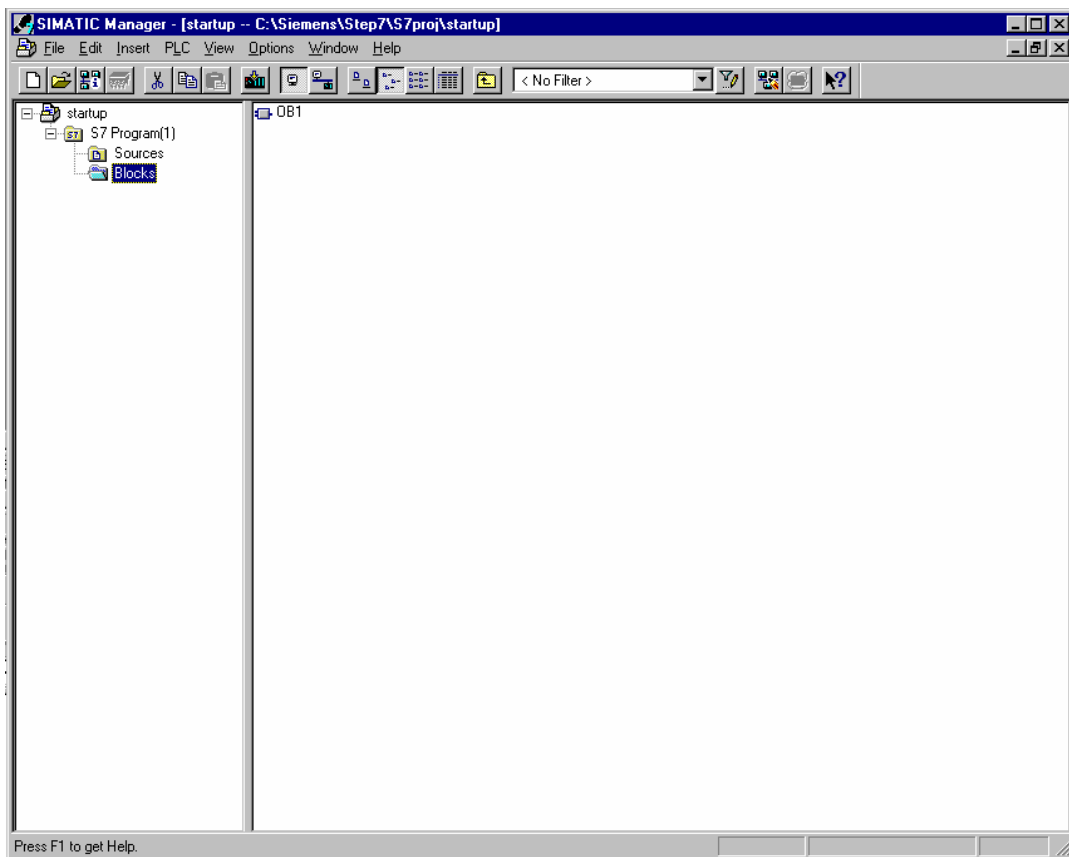 SIMATIC Manager - [startup -- C:\Siemens\Step7\S7proj\startup]
File Edit Insert PLC View Options Window Help
< No Filter >
startup
S7 Program(1)
Sources
Blocks
OB1
Press F1 to get Help.